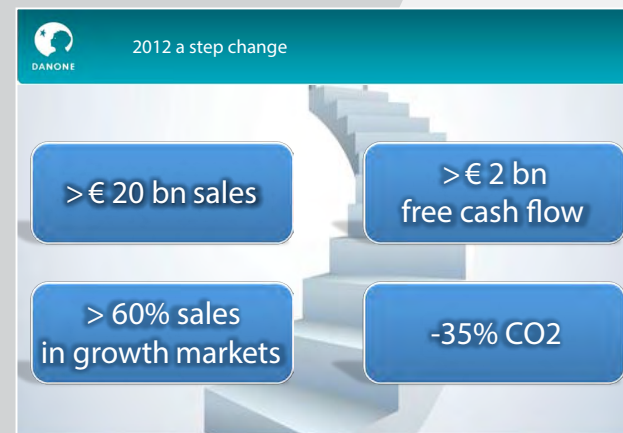 DANONE
2012 a step change
> € 20 bn sales
> € 2 bn
free cash flow
> 60% sales
in growth markets
-35% CO2